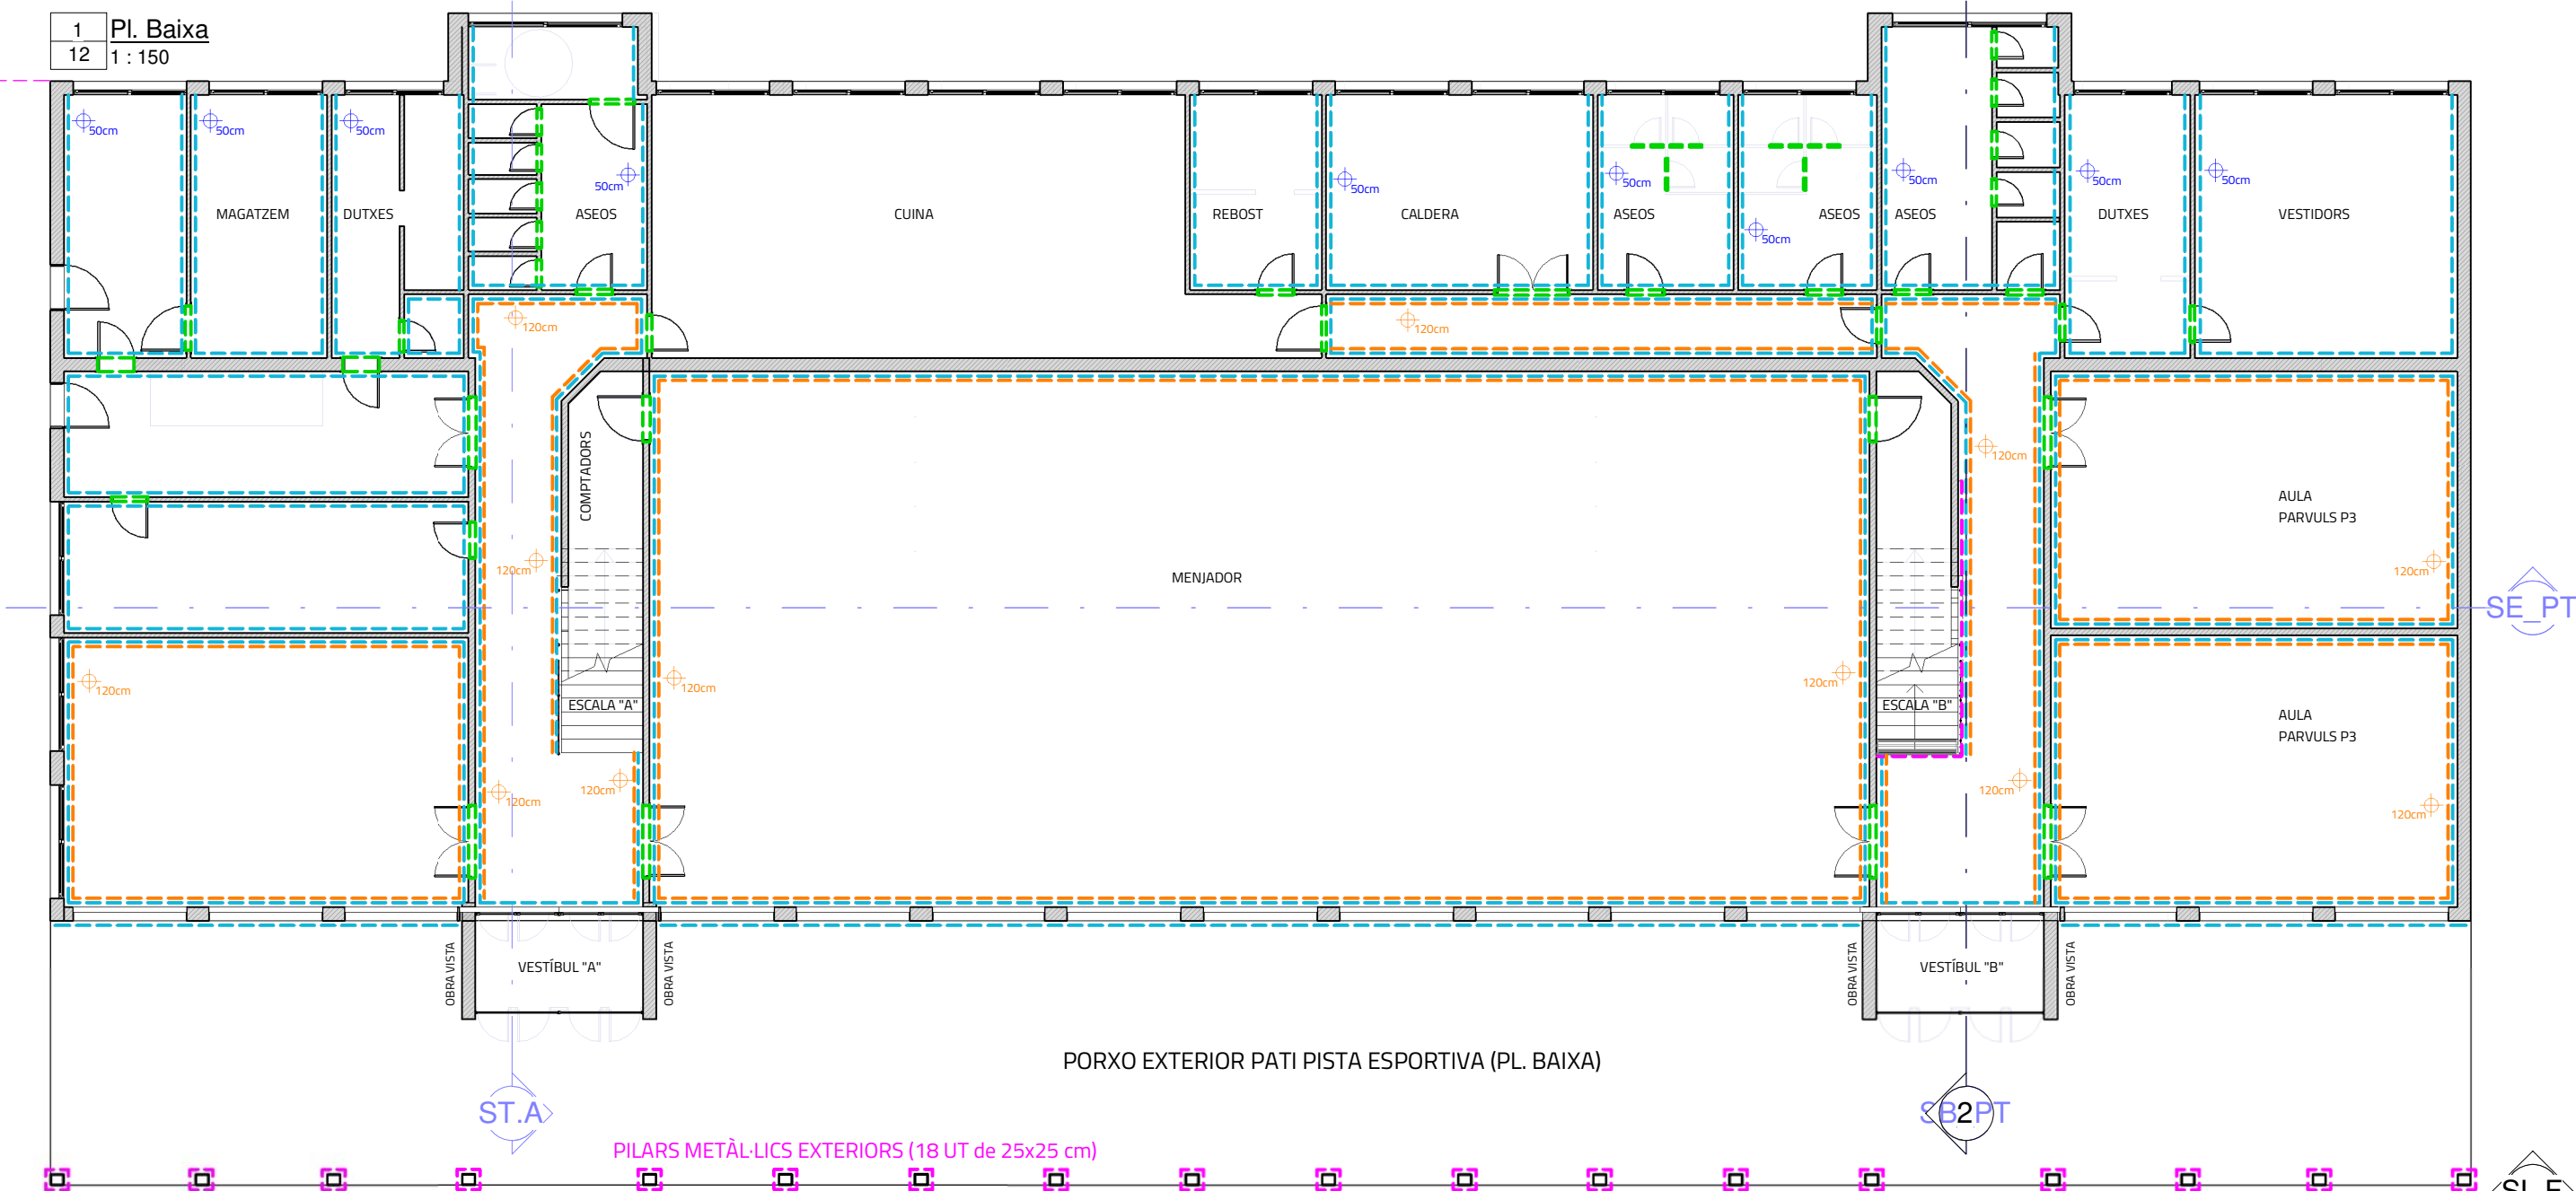 1
12
Pl. Baixa
1 : 150
50cm
50cm
50cm
50cm
50cm
50cm
50cm
50cm
50cm
50cm
MAGATZEM
DUTXES
ASEOS
CUINA
REBOST
CALDERA
ASEOS
ASEOS
ASEOS
DUTXES
VESTIDORS
120cm
120cm
COMPTADORS
120cm
AULA
PARVULS P3
120cm
120cm
MENJADOR
SE_PT
120cm
120cm
120cm
ESCALA "A"
ESCALA "B"
AULA
PARVULS P3
120cm
120cm
120cm
120cm
OBRA VISTA
VESTÍBUL "A"
OBRA VISTA
OBRA VISTA
VESTÍBUL "B"
OBRA VISTA
PORXO EXTERIOR PATI PISTA ESPORTIVA (PL. BAIXA)
ST.A
SB2PT
PILARS METÀL·LICS EXTERIORS (18 UT de 25x25 cm)